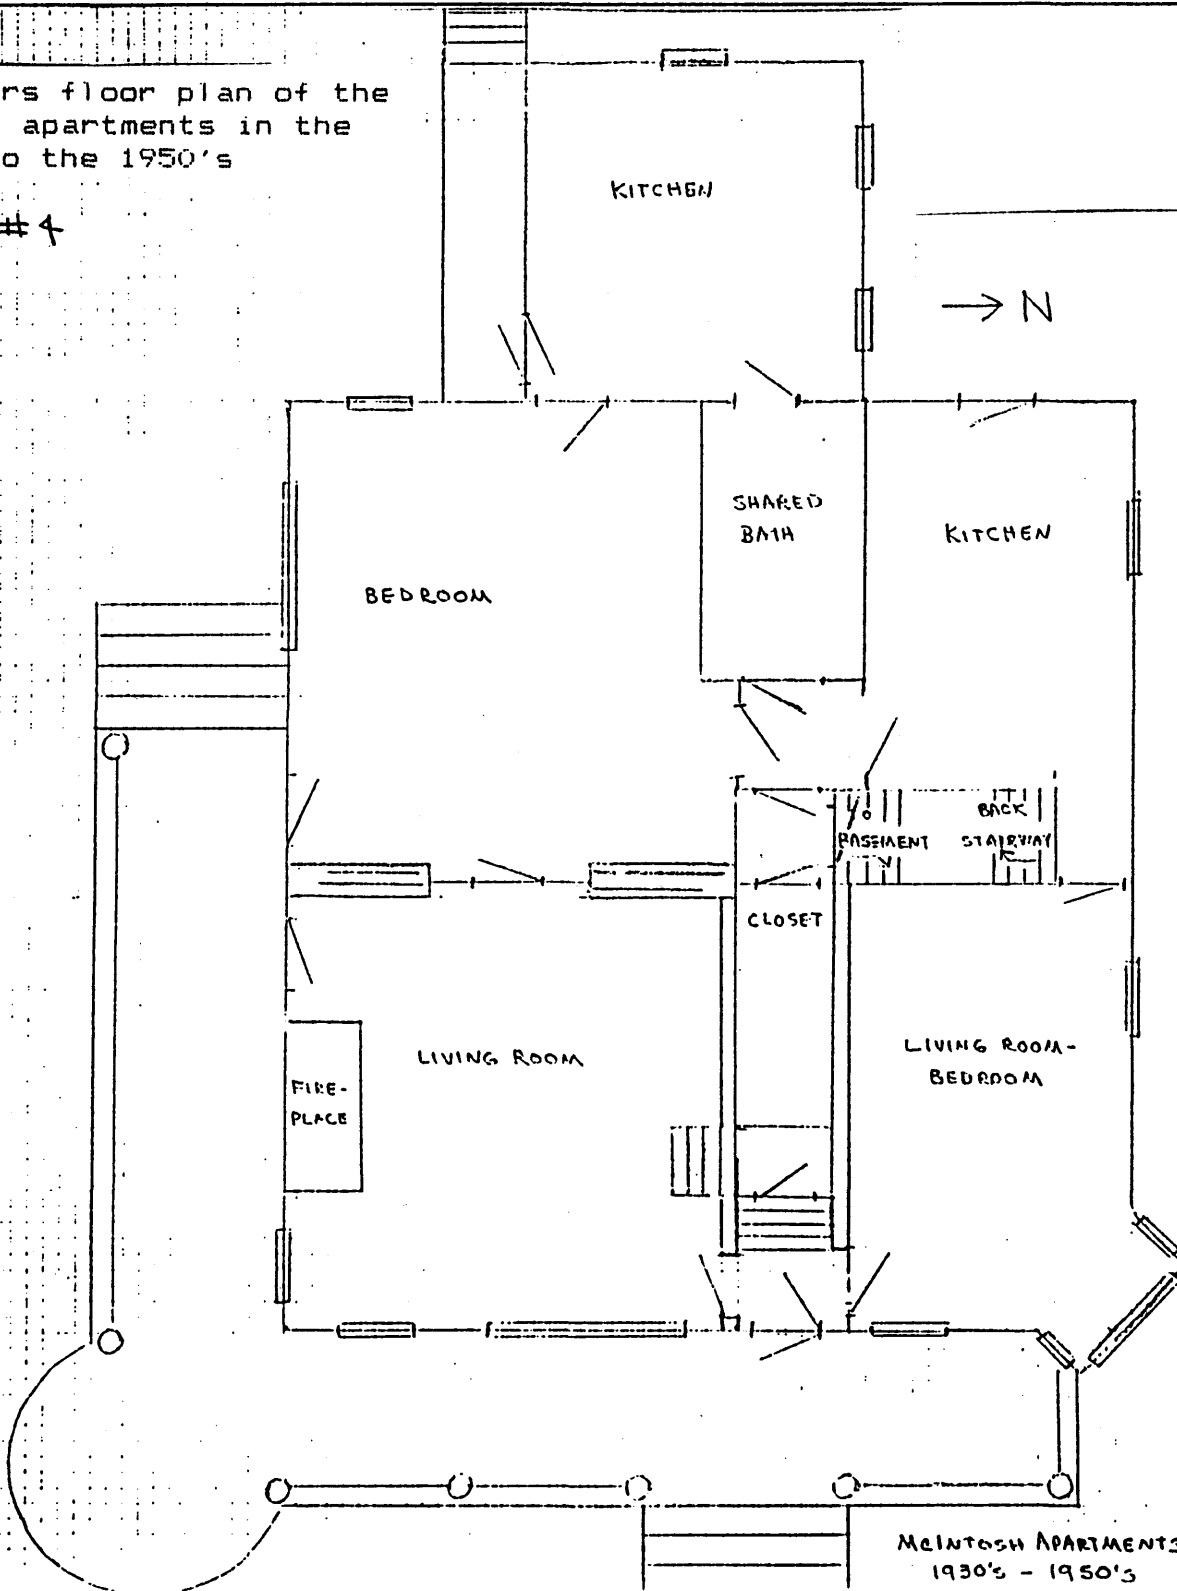 rs floor plan of the
apartments in the
o the 1950's
#4
KITCHEN
→ N
SHARED
BATH
KITCHEN
BEDROOM
BACK
BASEMENT STAIRWAY
CLOSET
LIVING ROOM
LIVING ROOM-
BEDROOM
FIRE-
PLACE
MCINTOSH APARTMENTS
1930's - 1950's